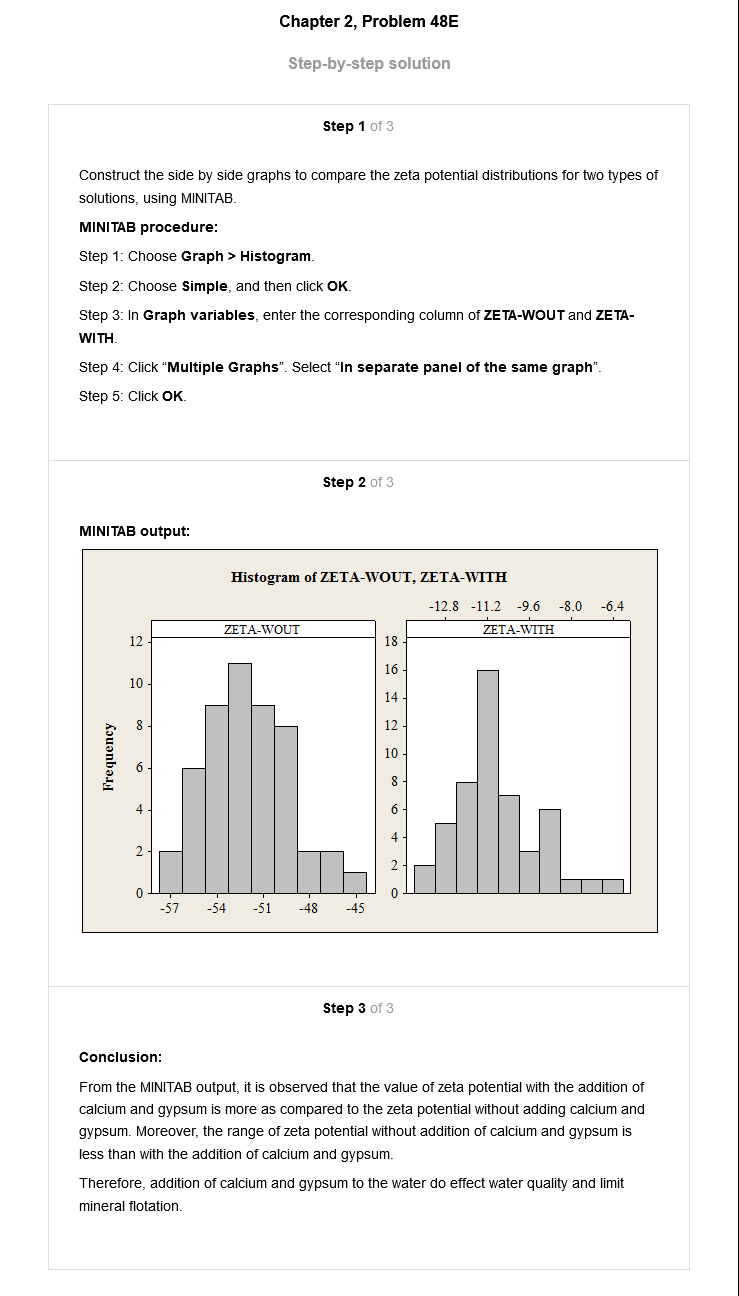 Chapter 2, Problem 48E
Step-by-step solution
Step 1 of 3
Construct the side by side graphs to compare the zeta potential distributions for two types of
solutions, using MINITAB.
MINITAB procedure:
Step 1: Choose Graph > Histogram.
Step 2: Choose Simple, and then click OK.
Step 3: In Graph variables, enter the corresponding column of ZETA-WOUT and ZETA-
WITH.
Step 4: Click “Multiple Graphs”. Select “In separate panel of the same graph”.
Step 5: Click OK.
Step 2 of 3
MINITAB output:
Histogram of ZETA-WOUT, ZETA-WITH
-12.8 -11.2 -9.6 -8.0 -6.4
ZETA-WOUT
ZETA-WITH
Frequency
12
10
8
6
4
2
0
-57 -54 -51 -48 -45
18
16
14
12
10
8
6
4
2
0
Step 3 of 3
Conclusion:
From the MINITAB output, it is observed that the value of zeta potential with the addition of
calcium and gypsum is more as compared to the zeta potential without adding calcium and
gypsum. Moreover, the range of zeta potential without addition of calcium and gypsum is
less than with the addition of calcium and gypsum.
Therefore, addition of calcium and gypsum to the water do effect water quality and limit
mineral flotation.